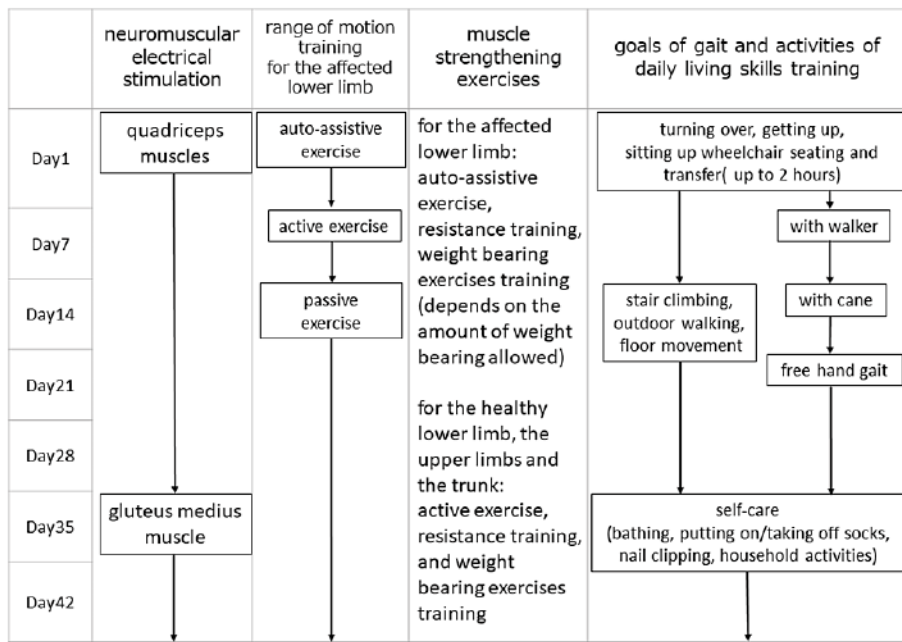 neuromuscular
electrical
stimulation
range of motion
training
for the affected
lower limb
muscle
strengthening
exercises
goals of gait and activities of
daily living skills training
Day1
Day7
Day14
Day21
Day28
Day35
Day42
quadriceps
muscles
gluteus medius
muscle
auto-assistive
exercise
active exercise
passive
exercise
for the affected
lower limb:
auto-assistive
exercise,
resistance training,
weight bearing
exercises training
(depends on the
amount of weight
bearing allowed)
for the healthy
lower limb, the
upper limbs and
the trunk:
active exercise,
resistance training,
and weight
bearing exercises
training
turning over, getting up,
sitting up wheelchair seating and
transfer( up to 2 hours)
with walker
stair climbing,
outdoor walking,
floor movement
with cane
free hand gait
self-care
(bathing, putting on/taking off socks,
nail clipping, household activities)